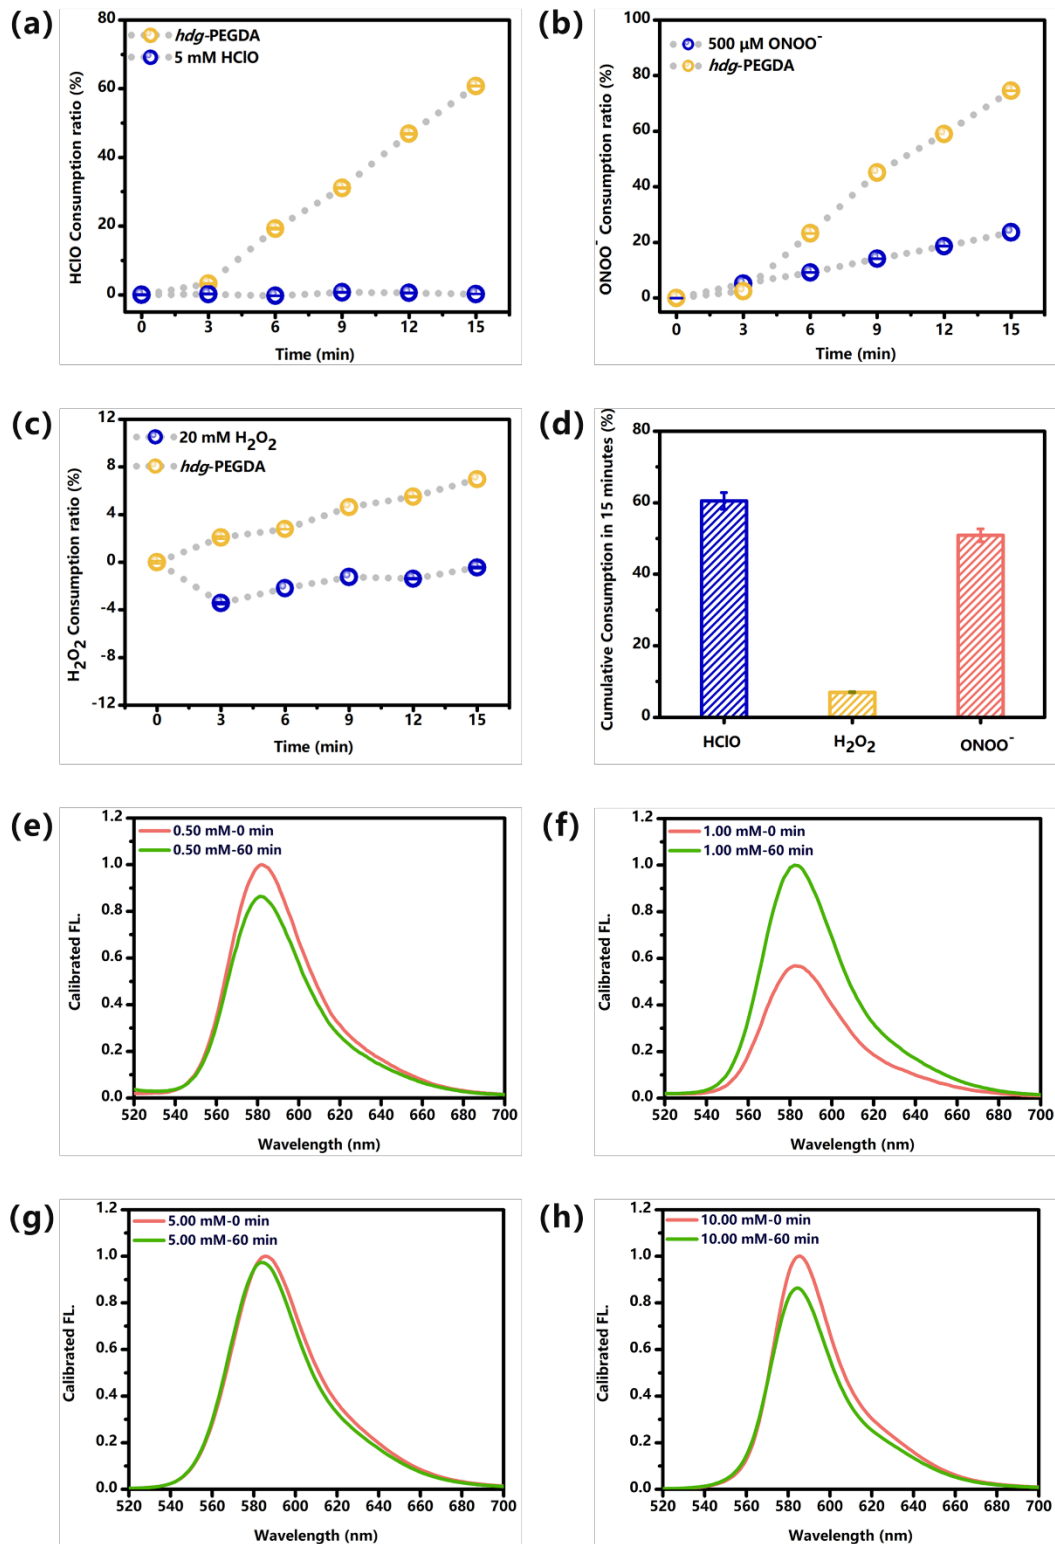 (a)
80
60
40
20
0
HClO Consumption ratio (%)
hdg-PEGDA
5 mM HClO
0 3 6 9 12 15
Time (min)
(b)
100
80
60
40
20
0
ONOO⁻ Consumption ratio (%)
500 μM ONOO⁻
hdg-PEGDA
0 3 6 9 12 15
Time (min)
(c)
12
8
4
0
-4
-8
-12
H₂O₂ Consumption ratio (%)
20 mM H₂O₂
hdg-PEGDA
0 3 6 9 12 15
Time (min)
(d)
80
60
40
20
0
Cumulative Consumption in 15 minutes (%)
HClO H₂O₂ ONOO⁻
(e)
1.2
1.0
0.8
0.6
0.4
0.2
0.0
Calibrated FL.
0.50 mM-0 min
0.50 mM-60 min
520 540 560 580 600 620 640 660 680 700
Wavelength (nm)
(f)
1.2
1.0
0.8
0.6
0.4
0.2
0.0
Calibrated FL.
1.00 mM-0 min
1.00 mM-60 min
520 540 560 580 600 620 640 660 680 700
Wavelength (nm)
(g)
1.2
1.0
0.8
0.6
0.4
0.2
0.0
Calibrated FL.
5.00 mM-0 min
5.00 mM-60 min
520 540 560 580 600 620 640 660 680 700
Wavelength (nm)
(h)
1.2
1.0
0.8
0.6
0.4
0.2
0.0
Calibrated FL.
10.00 mM-0 min
10.00 mM-60 min
520 540 560 580 600 620 640 660 680 700
Wavelength (nm)